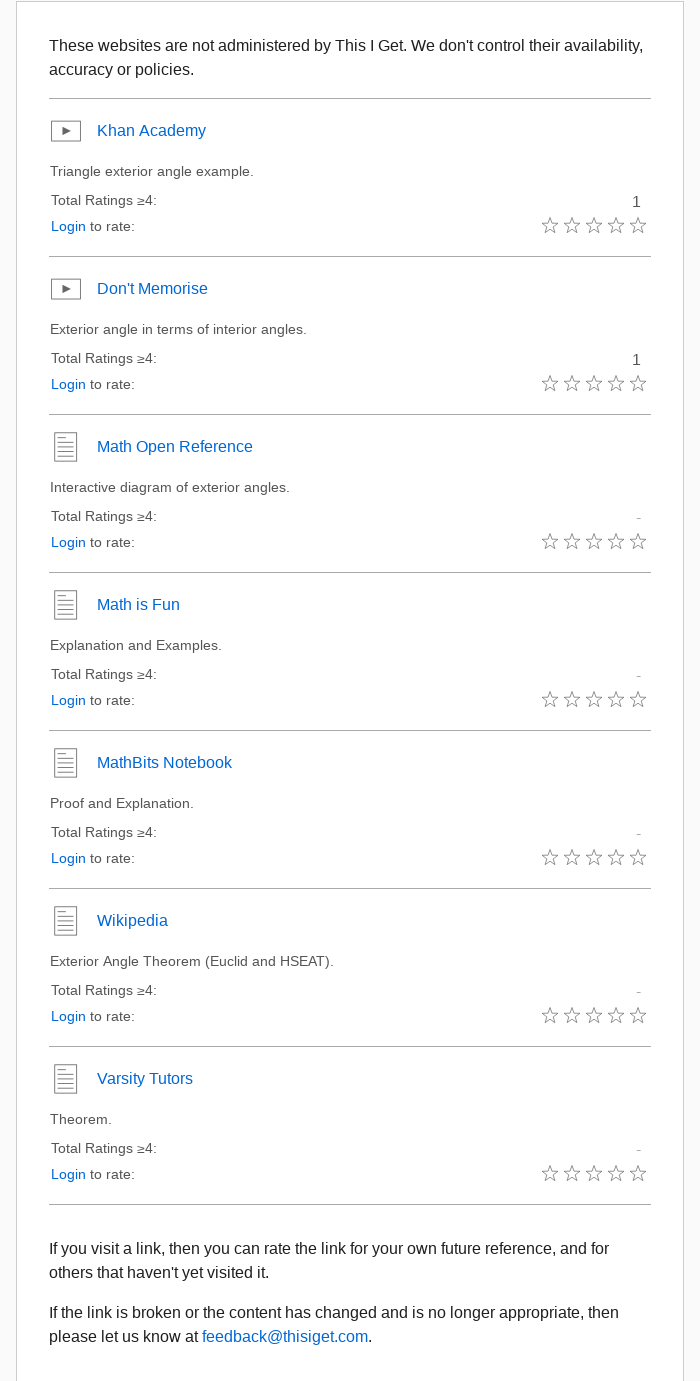 These websites are not administered by This I Get. We don't control their availability,
accuracy or policies.
Khan Academy
Triangle exterior angle example.
Total Ratings ≥4: 1
Login to rate:
Don't Memorise
Exterior angle in terms of interior angles.
Total Ratings ≥4: 1
Login to rate:
Math Open Reference
Interactive diagram of exterior angles.
Total Ratings ≥4: -
Login to rate:
Math is Fun
Explanation and Examples.
Total Ratings ≥4: -
Login to rate:
MathBits Notebook
Proof and Explanation.
Total Ratings ≥4: -
Login to rate:
Wikipedia
Exterior Angle Theorem (Euclid and HSEAT).
Total Ratings ≥4: -
Login to rate:
Varsity Tutors
Theorem.
Total Ratings ≥4: -
Login to rate:
If you visit a link, then you can rate the link for your own future reference, and for
others that haven't yet visited it.
If the link is broken or the content has changed and is no longer appropriate, then
please let us know at feedback@thisiget.com.